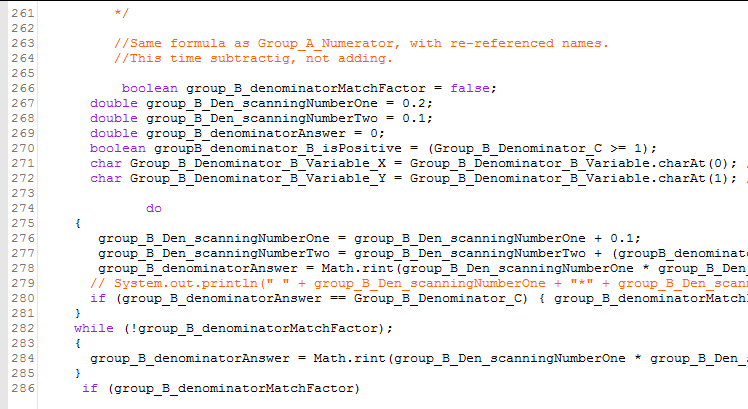 261 */
262
263 //Same formula as Group_A_Numerator, with re-referenced names.
264 //This time subtractig, not adding.
265
266 boolean group_B_denominatorMatchFactor = false;
267 double group_B_Den_scanningNumberOne = 0.2;
268 double group_B_Den_scanningNumberTwo = 0.1;
269 double group_B_denominatorAnswer = 0;
270 boolean groupB_denominator_B_isPositive = (Group_B_Denominator_C >= 1);
271 char Group_B_Denominator_B_Variable_X = Group_B_Denominator_B_Variable.charAt(0); /
272 char Group_B_Denominator_B_Variable_Y = Group_B_Denominator_B_Variable.charAt(1); /
273
274 do
275 {
276 group_B_Den_scanningNumberOne = group_B_Den_scanningNumberOne + 0.1;
277 group_B_Den_scanningNumberTwo = group_B_Den_scanningNumberTwo + (groupB_denominat
278 group_B_denominatorAnswer = Math.rint(group_B_Den_scanningNumberOne * group_B_Den
279 // System.out.println(" " + group_B_Den_scanningNumberOne + "*" + group_B_Den_scan
280 if (group_B_denominatorAnswer == Group_B_Denominator_C) { group_B_denominatorMatch
281 }
282 while (!group_B_denominatorMatchFactor);
283 {
284 group_B_denominatorAnswer = Math.rint(group_B_Den_scanningNumberOne * group_B_Den_
285 }
286 if (group_B_denominatorMatchFactor)